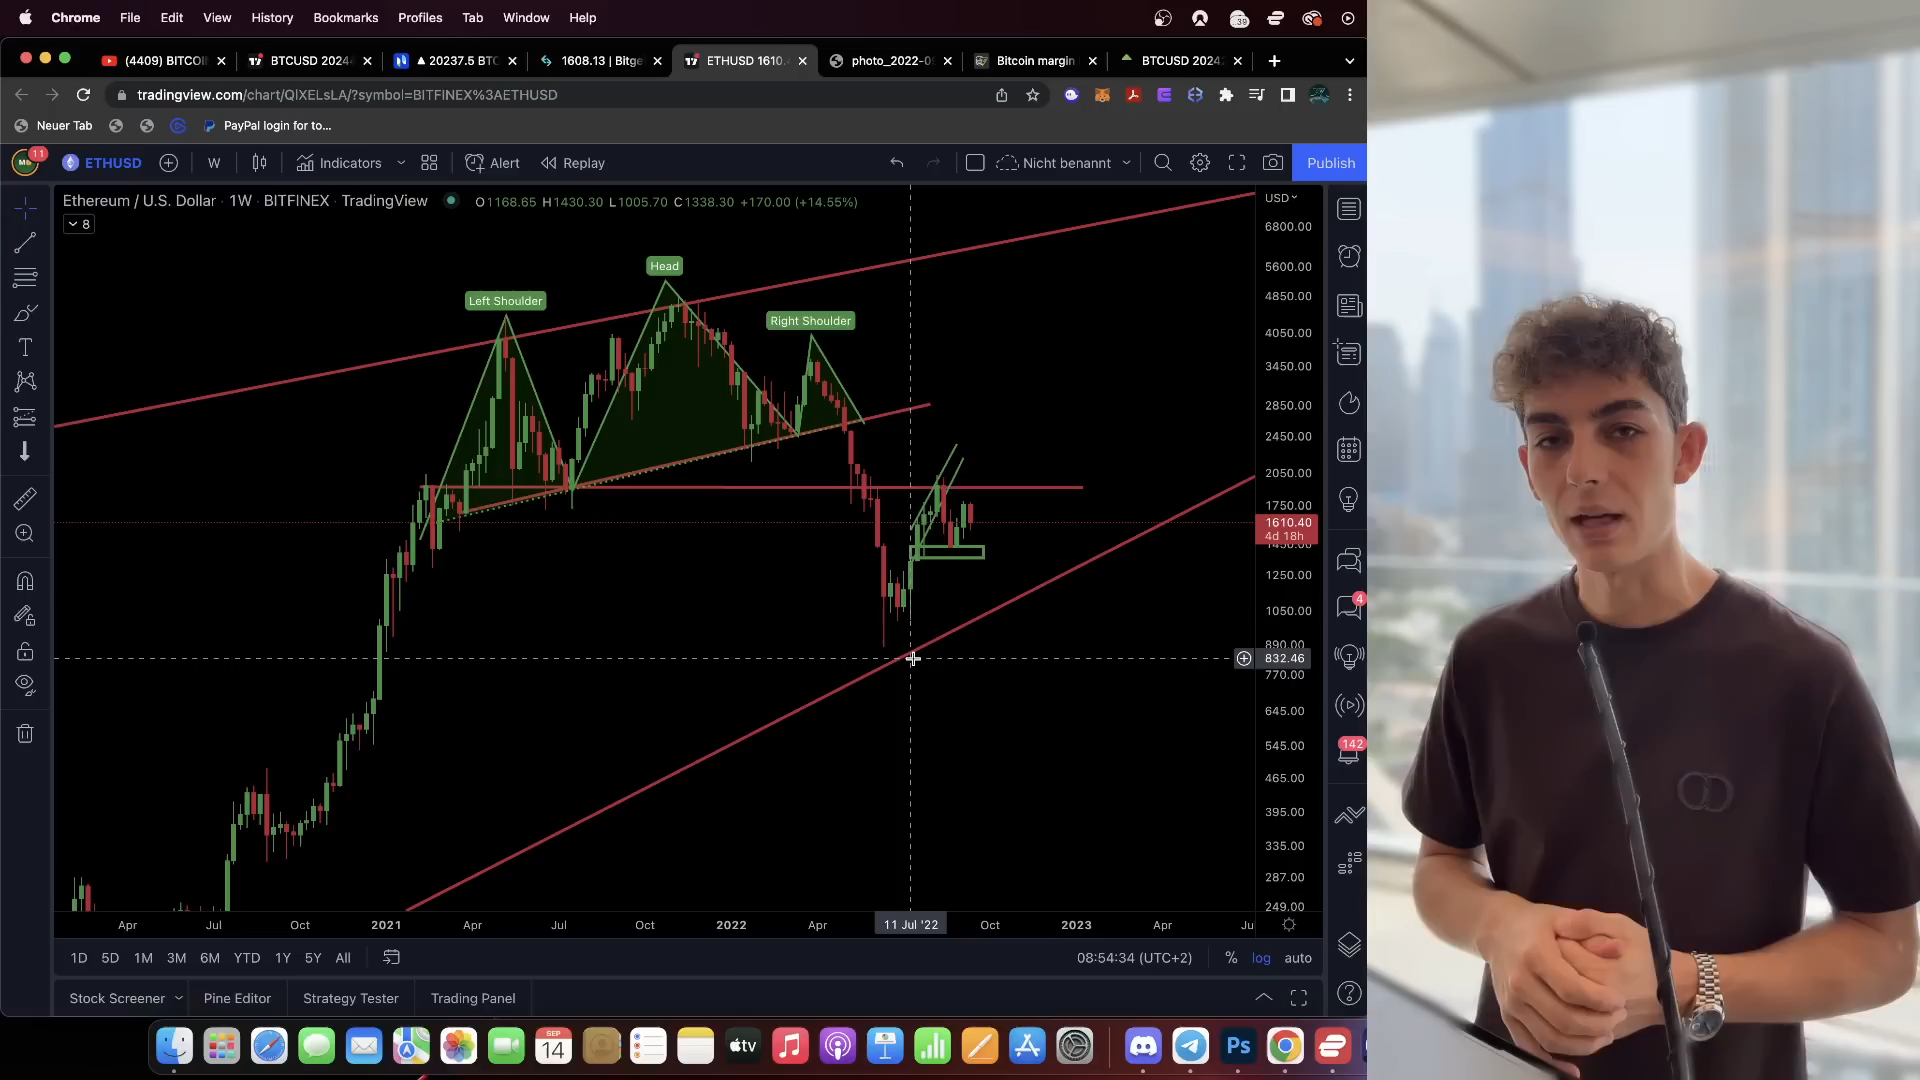 Chrome File Edit View History Bookmarks Profiles Tab Window Help
(4409) BITCOI BTCUSD 2024 ▲ 20237.5 BTC 1608.13 | Bitge ETHUSD 1610. photo_2022-0 Bitcoin margin BTCUSD 2024
tradingview.com/chart/QIXELsLA/?symbol=BITFINEX%3AETHUSD
Neuer Tab PayPal login for to...
11 ETHUSD W Indicators Alert Replay Nicht benannt Publish
Ethereum / U.S. Dollar · 1W · BITFINEX · TradingView O1168.65 H1430.30 L1005.70 C1338.30 +170.00 (+14.55%) USD
8
6800.00
Head
5600.00
4850.00
Left Shoulder
Right Shoulder
4050.00
3450.00
2850.00
2450.00
2050.00
1750.00
1610.40
4d 18h
1250.00
1050.00
4
890.00
832.46
770.00
645.00
545.00
142
465.00
395.00
335.00
287.00
249.00
Apr Jul Oct 2021 Apr Jul Oct 2022 Apr 11 Jul '22 Oct 2023 Apr Ju
1D 5D 1M 3M 6M YTD 1Y 5Y All 08:54:34 (UTC+2) % log auto
Stock Screener Pine Editor Strategy Tester Trading Panel
SEP
14
tv
Ps